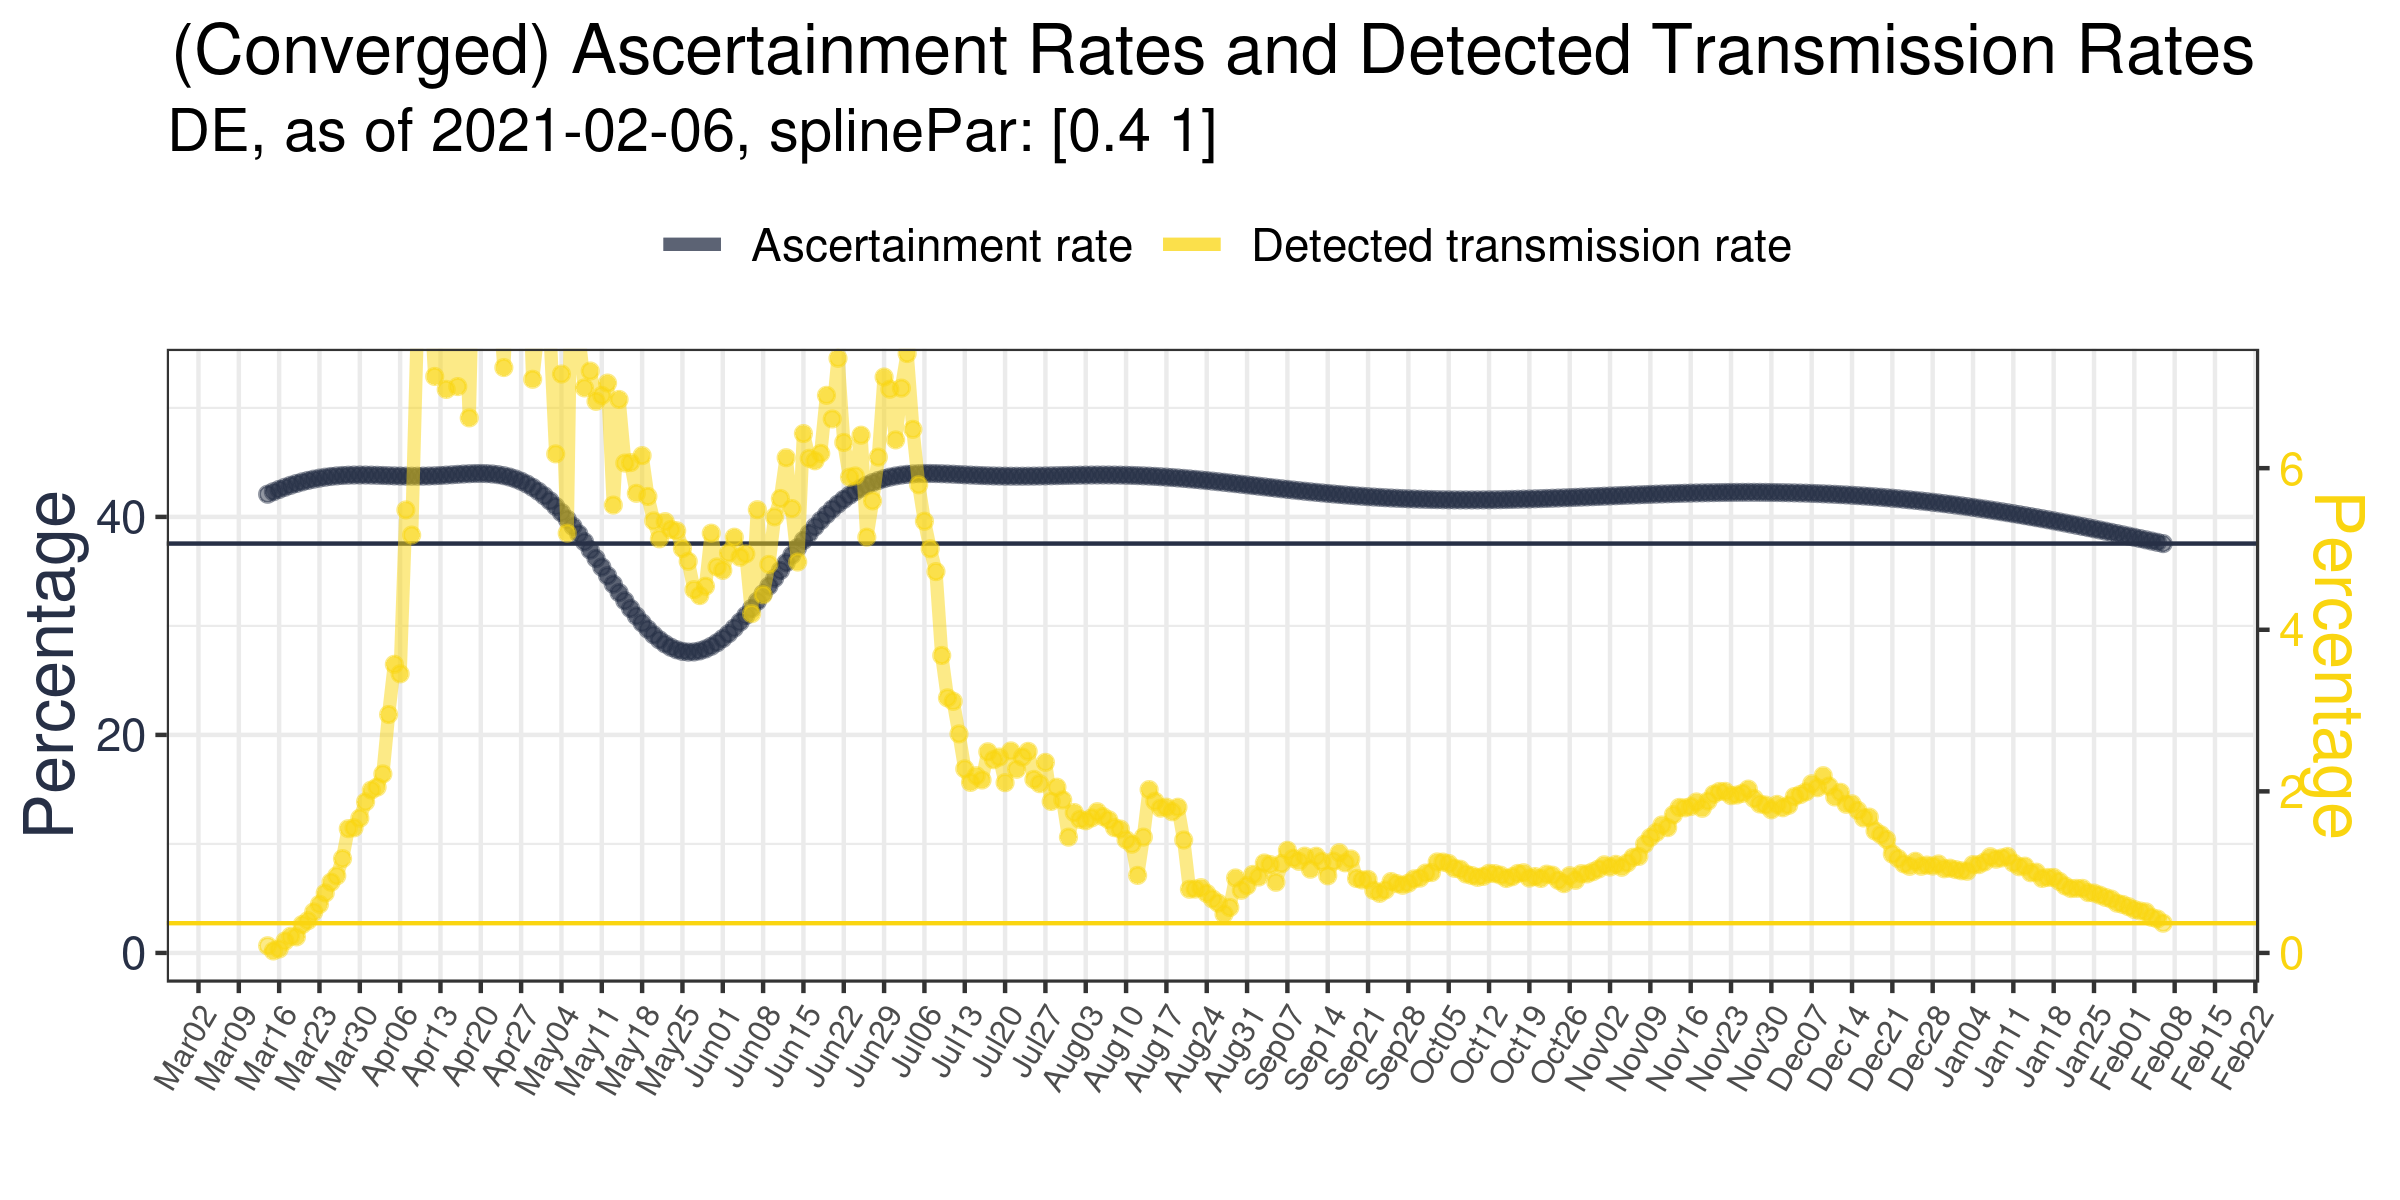 (Converged) Ascertainment Rates and Detected Transmission Rates
DE, as of 2021-02-06, splinePar: [0.4 1]
Ascertainment rate Detected transmission rate
Percentage
40
20
0
6
4
2
0
Percentage
Mar02 Mar09 Mar16 Mar23 Mar30 Apr06 Apr13 Apr20 Apr27 May04 May11 May18 May25 Jun01 Jun08 Jun15 Jun22 Jun29 Jul06 Jul13 Jul20 Jul27 Aug03 Aug10 Aug17 Aug24 Aug31 Sep07 Sep14 Sep21 Sep28 Oct05 Oct12 Oct19 Oct26 Nov02 Nov09 Nov16 Nov23 Nov30 Dec07 Dec14 Dec21 Dec28 Jan04 Jan11 Jan18 Jan25 Feb01 Feb08 Feb15 Feb22